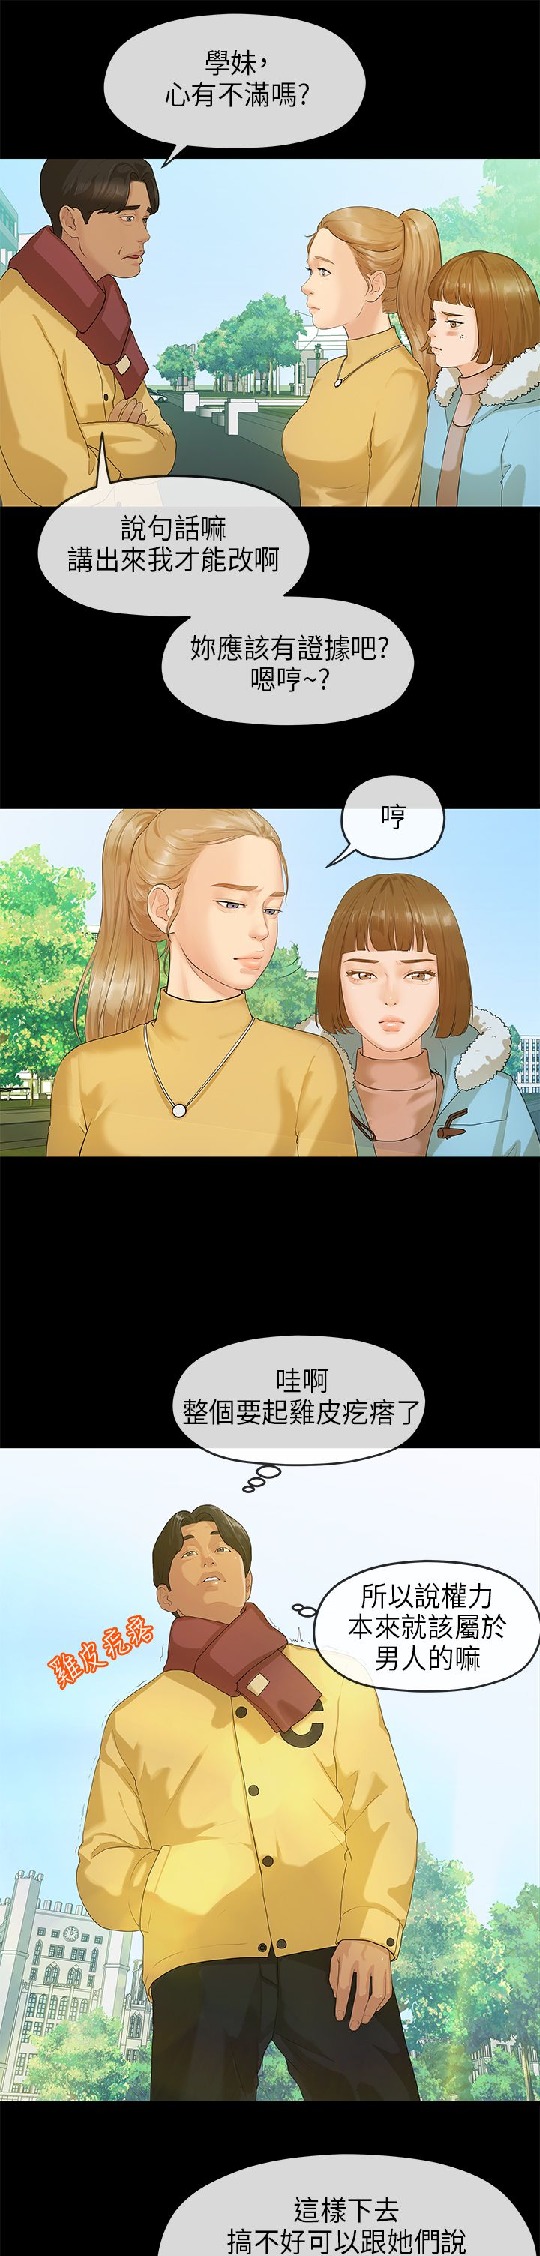 學妹，
心有不滿嗎?
說句話嘛
講出來我才能改啊
妳應該有證據吧?
嗯哼~?
哼
哇啊
整個要起雞皮疙瘩了
所以說權力
本來就該屬於
男人的嘛
雞皮疙瘩
這樣下去
搞不好可以跟她們說